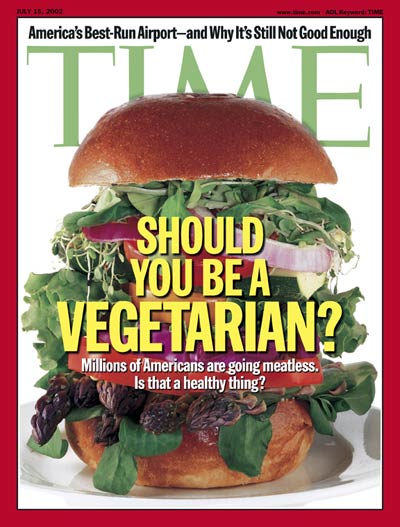 JULY 15, 2002
www.time.com AOL Keyword: TIME
America's Best-Run Airport—and Why It's Still Not Good Enough
TIME
SHOULD
YOU BE A
VEGETARIAN?
Millions of Americans are going meatless.
Is that a healthy thing?